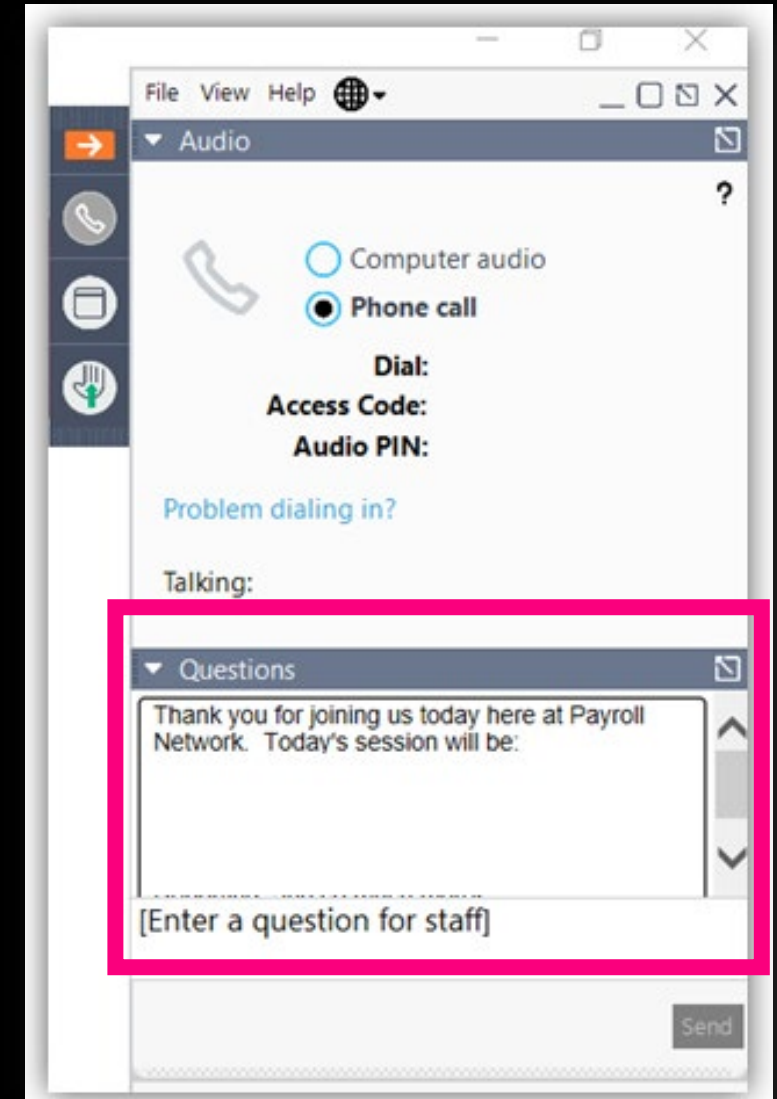 File View Help
Audio
?
Computer audio
Phone call
Dial:
Access Code:
Audio PIN:
Problem dialing in?
Talking:
Questions
Thank you for joining us today here at Payroll
Network. Today's session will be:
[Enter a question for staff]
Send